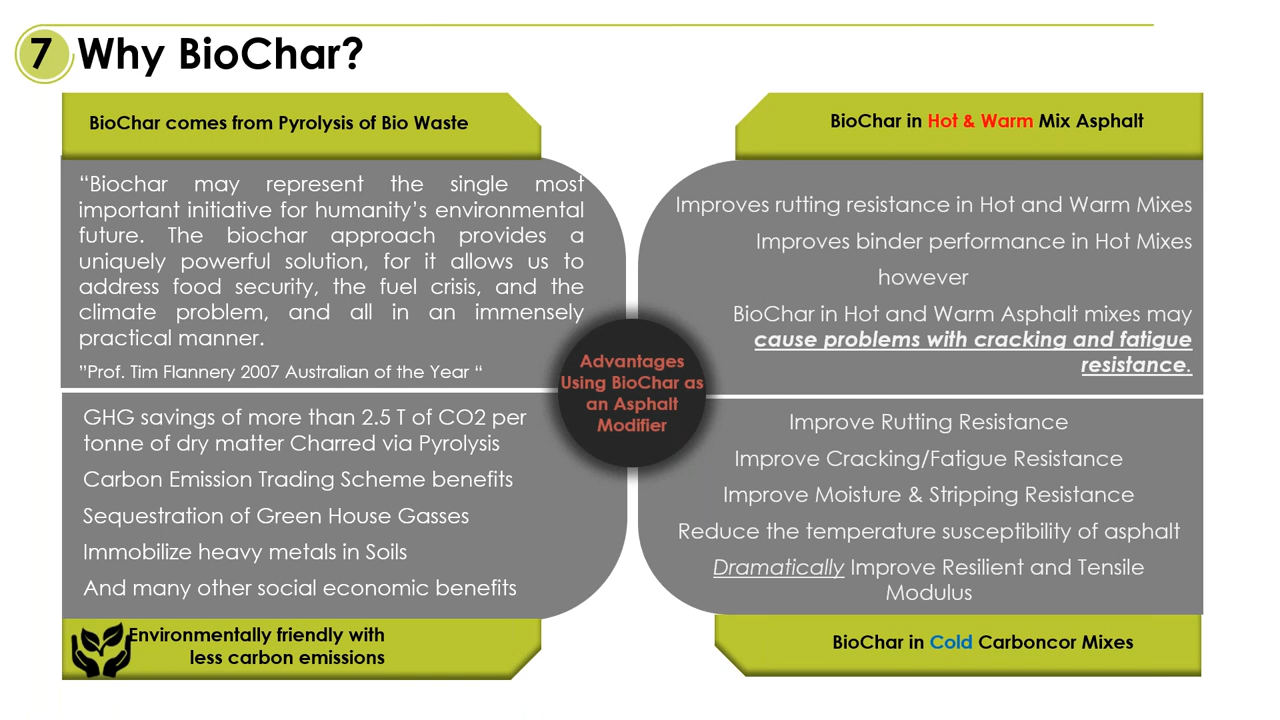 7 Why BioChar?
BioChar comes from Pyrolysis of Bio Waste
“Biochar may represent the single most
important initiative for humanity’s environmental
future. The biochar approach provides a
uniquely powerful solution, for it allows us to
address food security, the fuel crisis, and the
climate problem, and all in an immensely
practical manner.
”Prof. Tim Flannery 2007 Australian of the Year “
GHG savings of more than 2.5 T of CO2 per
tonne of dry matter Charred via Pyrolysis
Carbon Emission Trading Scheme benefits
Sequestration of Green House Gasses
Immobilize heavy metals in Soils
And many other social economic benefits
Environmentally friendly with
less carbon emissions
Advantages
Using BioChar as
an Asphalt
Modifier
BioChar in Hot & Warm Mix Asphalt
Improves rutting resistance in Hot and Warm Mixes
Improves binder performance in Hot Mixes
however
BioChar in Hot and Warm Asphalt mixes may
cause problems with cracking and fatigue
resistance.
Improve Rutting Resistance
Improve Cracking/Fatigue Resistance
Improve Moisture & Stripping Resistance
Reduce the temperature susceptibility of asphalt
Dramatically Improve Resilient and Tensile
Modulus
BioChar in Cold Carboncor Mixes